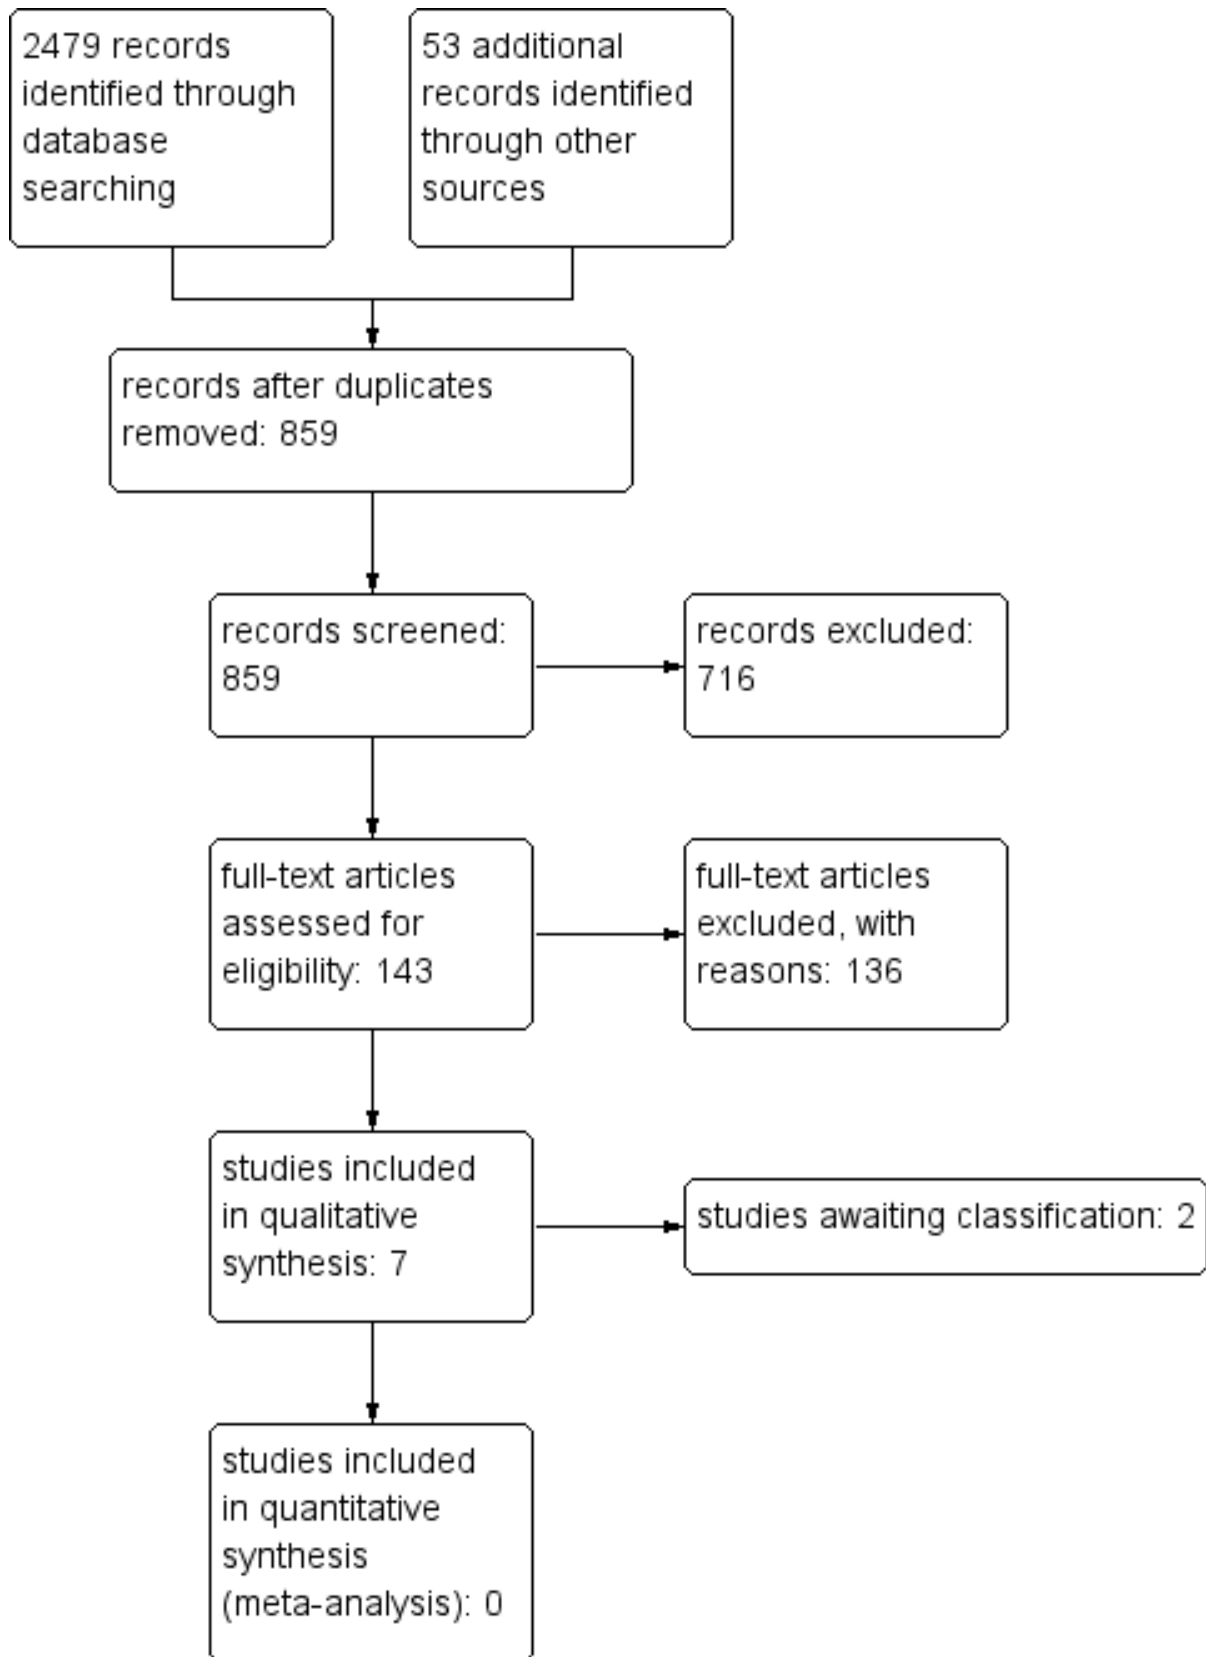 2479 records
identified through
database
searching
53 additional
records identified
through other
sources
records after duplicates
removed: 859
records screened:
859
records excluded:
716
full-text articles
assessed for
eligibility: 143
full-text articles
excluded, with
reasons: 136
studies included
in qualitative
synthesis: 7
studies awaiting classification: 2
studies included
in quantitative
synthesis
(meta-analysis): 0